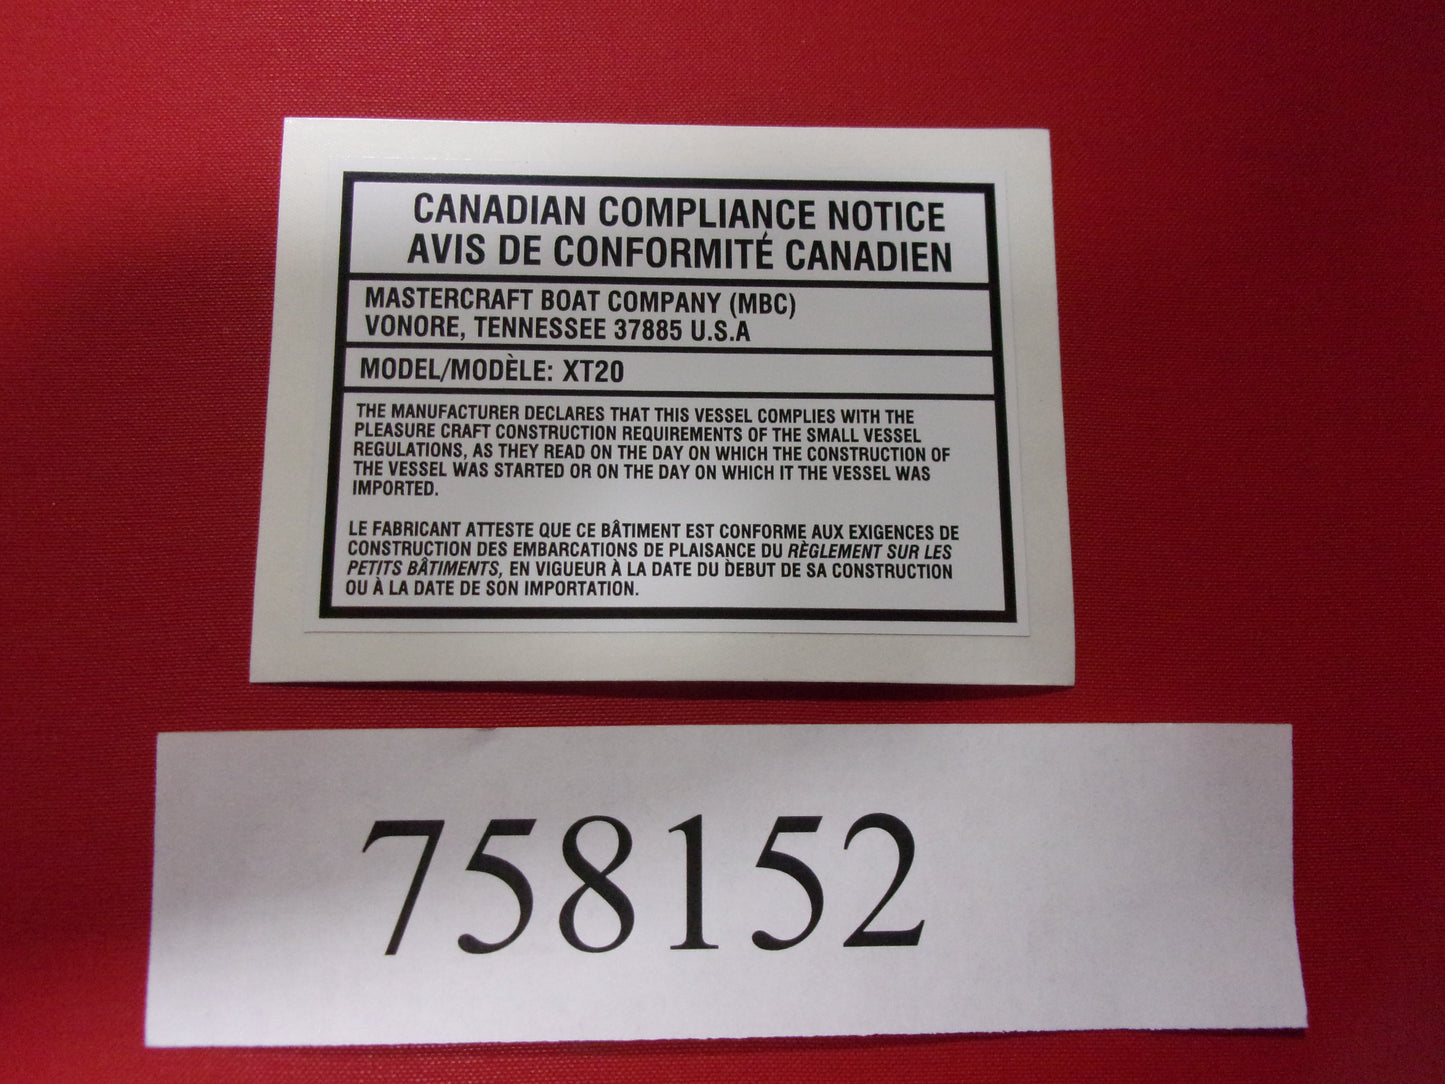 CANADIAN COMPLIANCE NOTICE
AVIS DE CONFORMITÉ CANADIEN
MASTERCRAFT BOAT COMPANY (MBC)
VONORE, TENNESSEE 37885 U.S.A
MODEL/MODÈLE: XT20
THE MANUFACTURER DECLARES THAT THIS VESSEL COMPLIES WITH THE
PLEASURE CRAFT CONSTRUCTION REQUIREMENTS OF THE SMALL VESSEL
REGULATIONS, AS THEY READ ON THE DAY ON WHICH THE CONSTRUCTION OF
THE VESSEL WAS STARTED OR ON THE DAY ON WHICH IT THE VESSEL WAS
IMPORTED.
LE FABRICANT ATTESTE QUE CE BÂTIMENT EST CONFORME AUX EXIGENCES DE
CONSTRUCTION DES EMBARCATIONS DE PLAISANCE DU RÈGLEMENT SUR LES
PETITS BÂTIMENTS, EN VIGUEUR À LA DATE DU DEBUT DE SA CONSTRUCTION
OU À LA DATE DE SON IMPORTATION.
758152